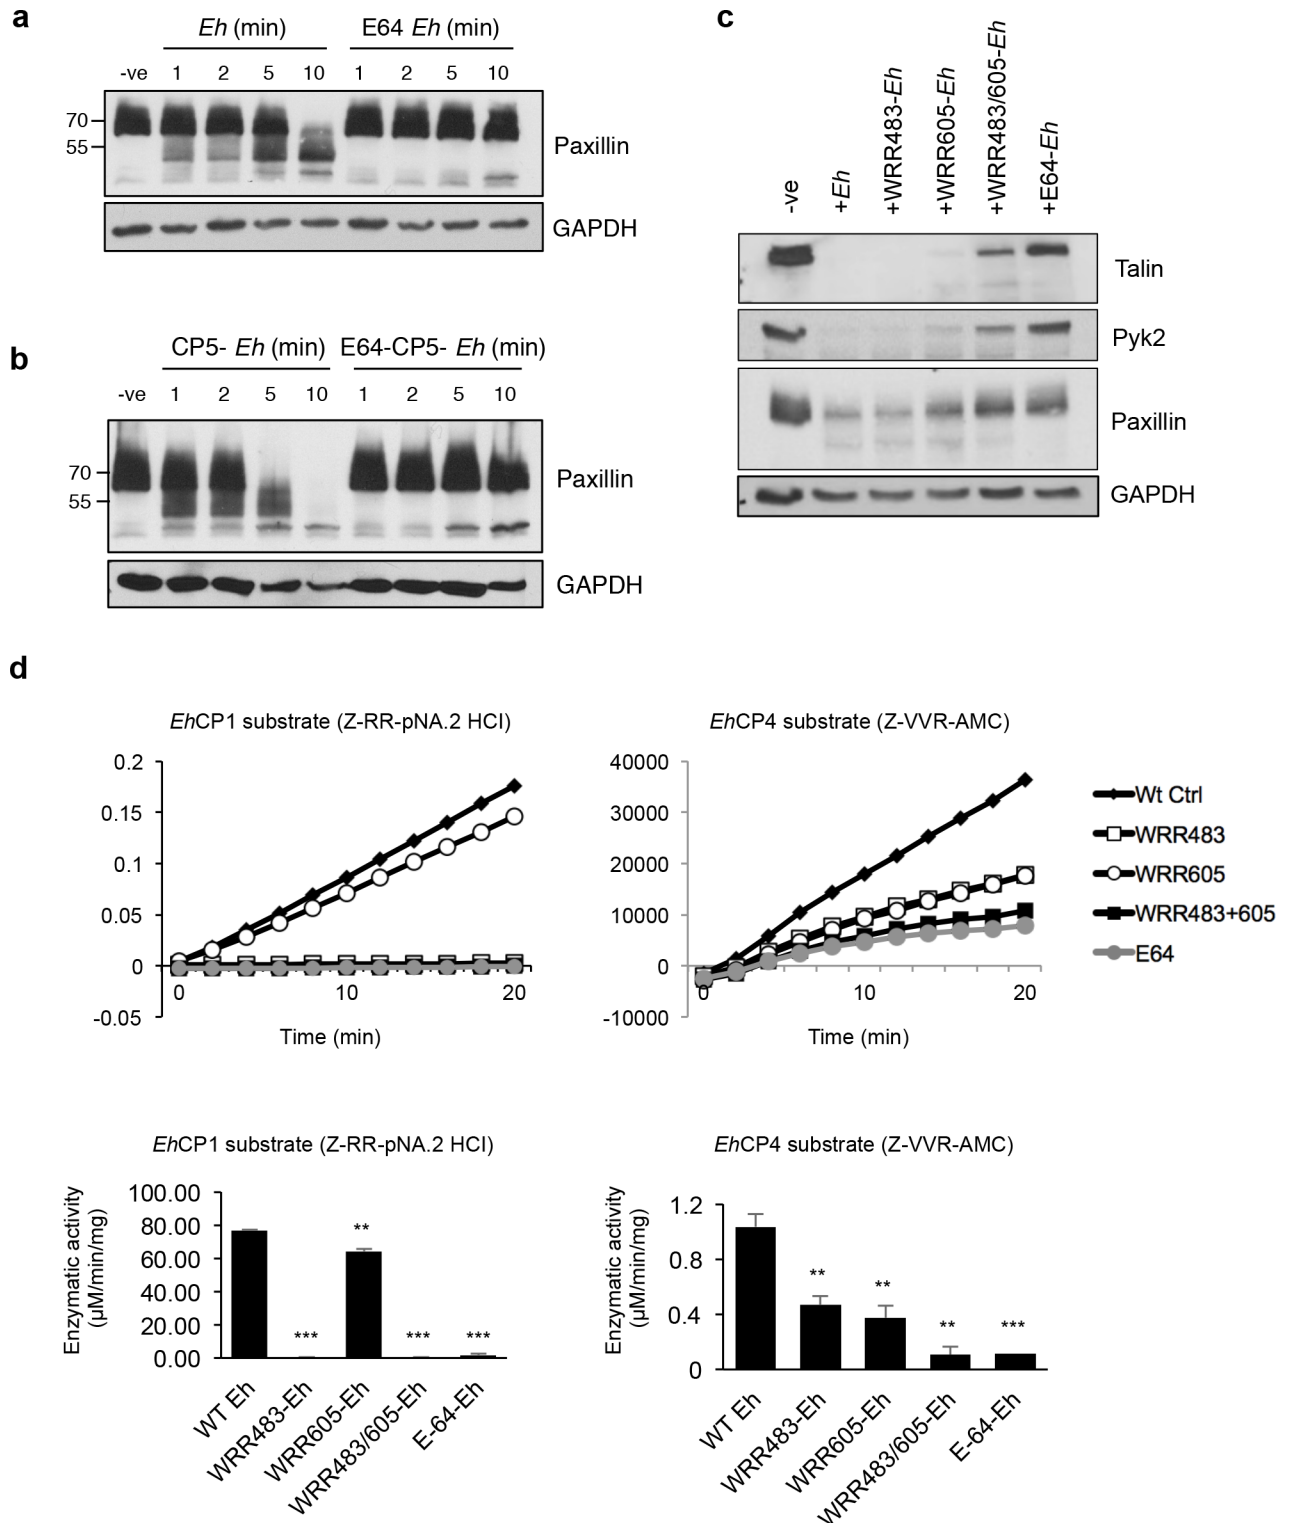 a
Eh (min)
E64 Eh (min)
-ve 1 2 5 10 1 2 5 10
70
55
Paxillin
GAPDH
b
CP5- Eh (min)
E64-CP5- Eh (min)
-ve 1 2 5 10 1 2 5 10
70
55
Paxillin
GAPDH
c
-ve
+Eh
+WRR483-Eh
+WRR605-Eh
+WRR483/605-Eh
+E64-Eh
Talin
Pyk2
Paxillin
GAPDH
d
EhCP1 substrate (Z-RR-pNA.2 HCl)
0.2
0.15
0.1
0.05
0
-0.05
0 10 20
Time (min)
EhCP4 substrate (Z-VVR-AMC)
40000
30000
20000
10000
0
-10000
0 10 20
Time (min)
Wt Ctrl
WRR483
WRR605
WRR483+605
E64
EhCP1 substrate (Z-RR-pNA.2 HCl)
Enzymatic activity
(µM/min/mg)
100.00
80.00
60.00
40.00
20.00
0.00
*** ** *** ***
WT Eh
WRR483-Eh
WRR605-Eh
WRR483/605-Eh
E-64-Eh
EhCP4 substrate (Z-VVR-AMC)
Enzymatic activity
(µM/min/mg)
1.2
0.8
0.4
0
** ** ** ***
WT Eh
WRR483-Eh
WRR605-Eh
WRR483/605-Eh
E-64-Eh